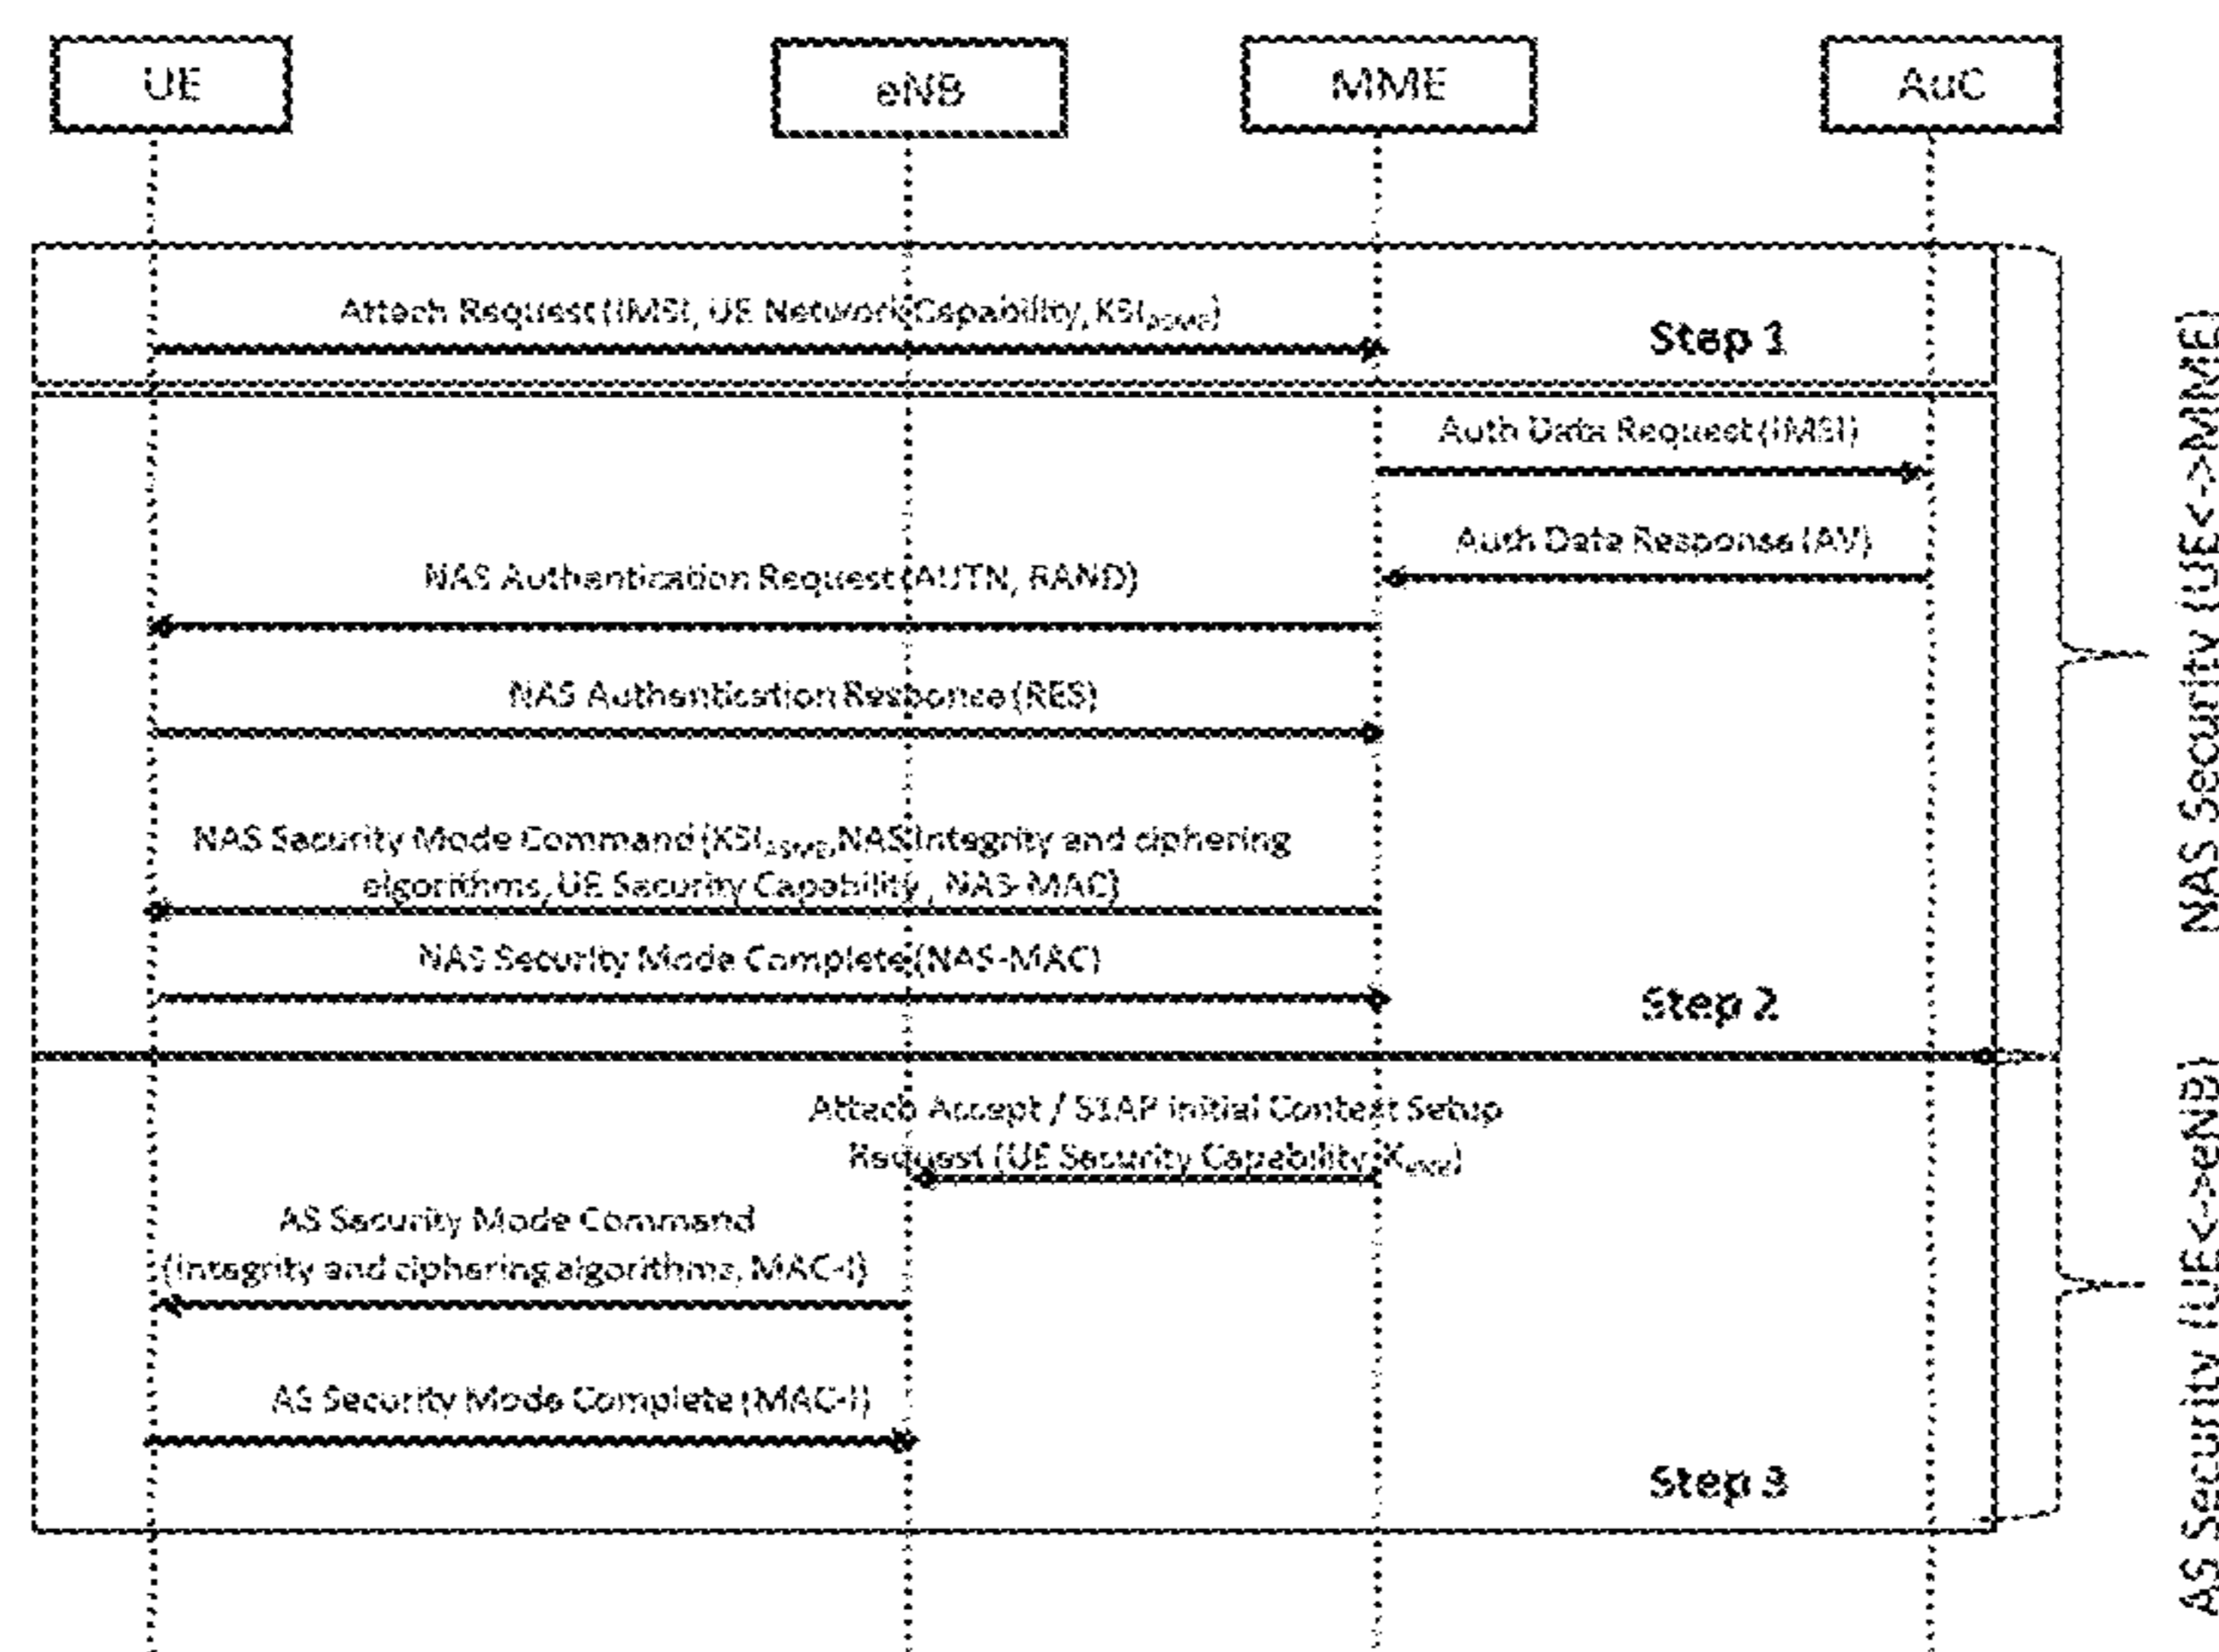 UE
eNB
MME
AuC
Attach Request (IMSI, UE Network Capability, KSI_ASME)
Step 1
Auth Data Request (IMSI)
Auth Data Response (AV)
NAS Authentication Request (AUTN, RAND)
NAS Authentication Response (RES)
NAS Security Mode Command (KSI_ASME, NAS Integrity and ciphering
algorithms, UE Security Capability, NAS-MAC)
NAS Security Mode Complete (NAS-MAC)
Step 2
NAS Security (UE<->MME)
Attach Accept / S1AP Initial Context Setup
Request (UE Security Capability, K_eNB)
AS Security Mode Command
(Integrity and ciphering algorithms, MAC-I)
AS Security Mode Complete (MAC-I)
Step 3
AS Security (UE<->eNB)